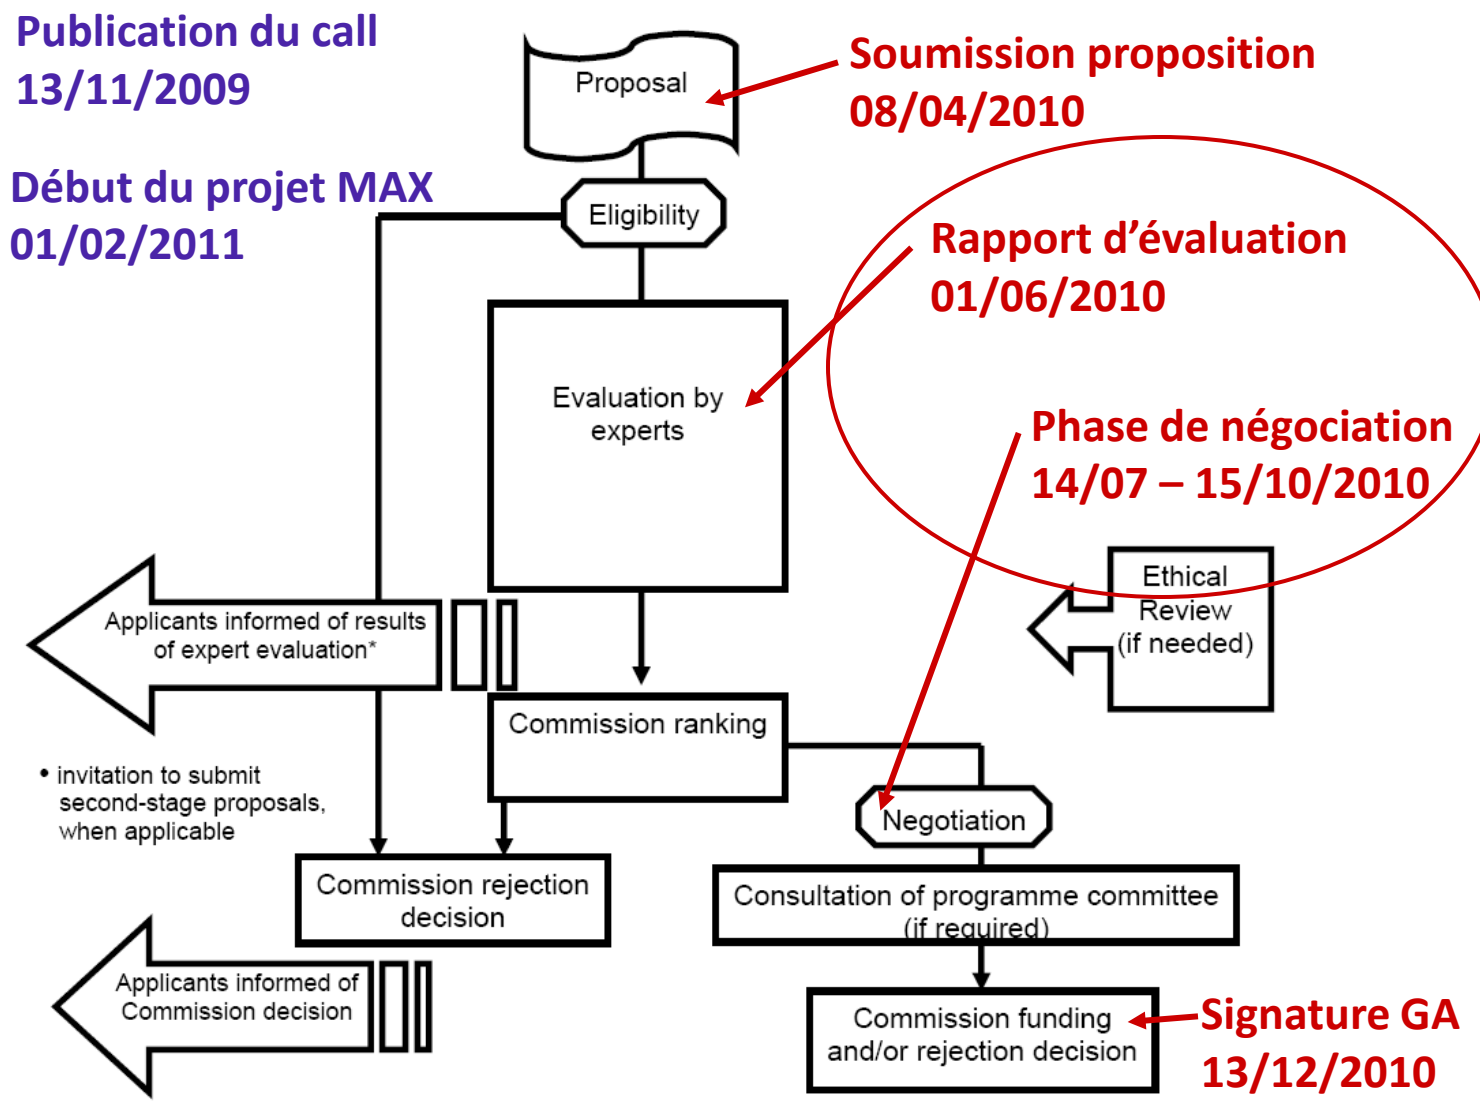 Publication du call
13/11/2009
Début du projet MAX
01/02/2011
Proposal
Soumission proposition
08/04/2010
Eligibility
Rapport d’évaluation
01/06/2010
Evaluation by
experts
Phase de négociation
14/07 – 15/10/2010
Ethical
Review
(if needed)
Applicants informed of results
of expert evaluation*
Commission ranking
• invitation to submit
second-stage proposals,
when applicable
Negotiation
Commission rejection
decision
Consultation of programme committee
(if required)
Applicants informed of
Commission decision
Commission funding
and/or rejection decision
Signature GA
13/12/2010